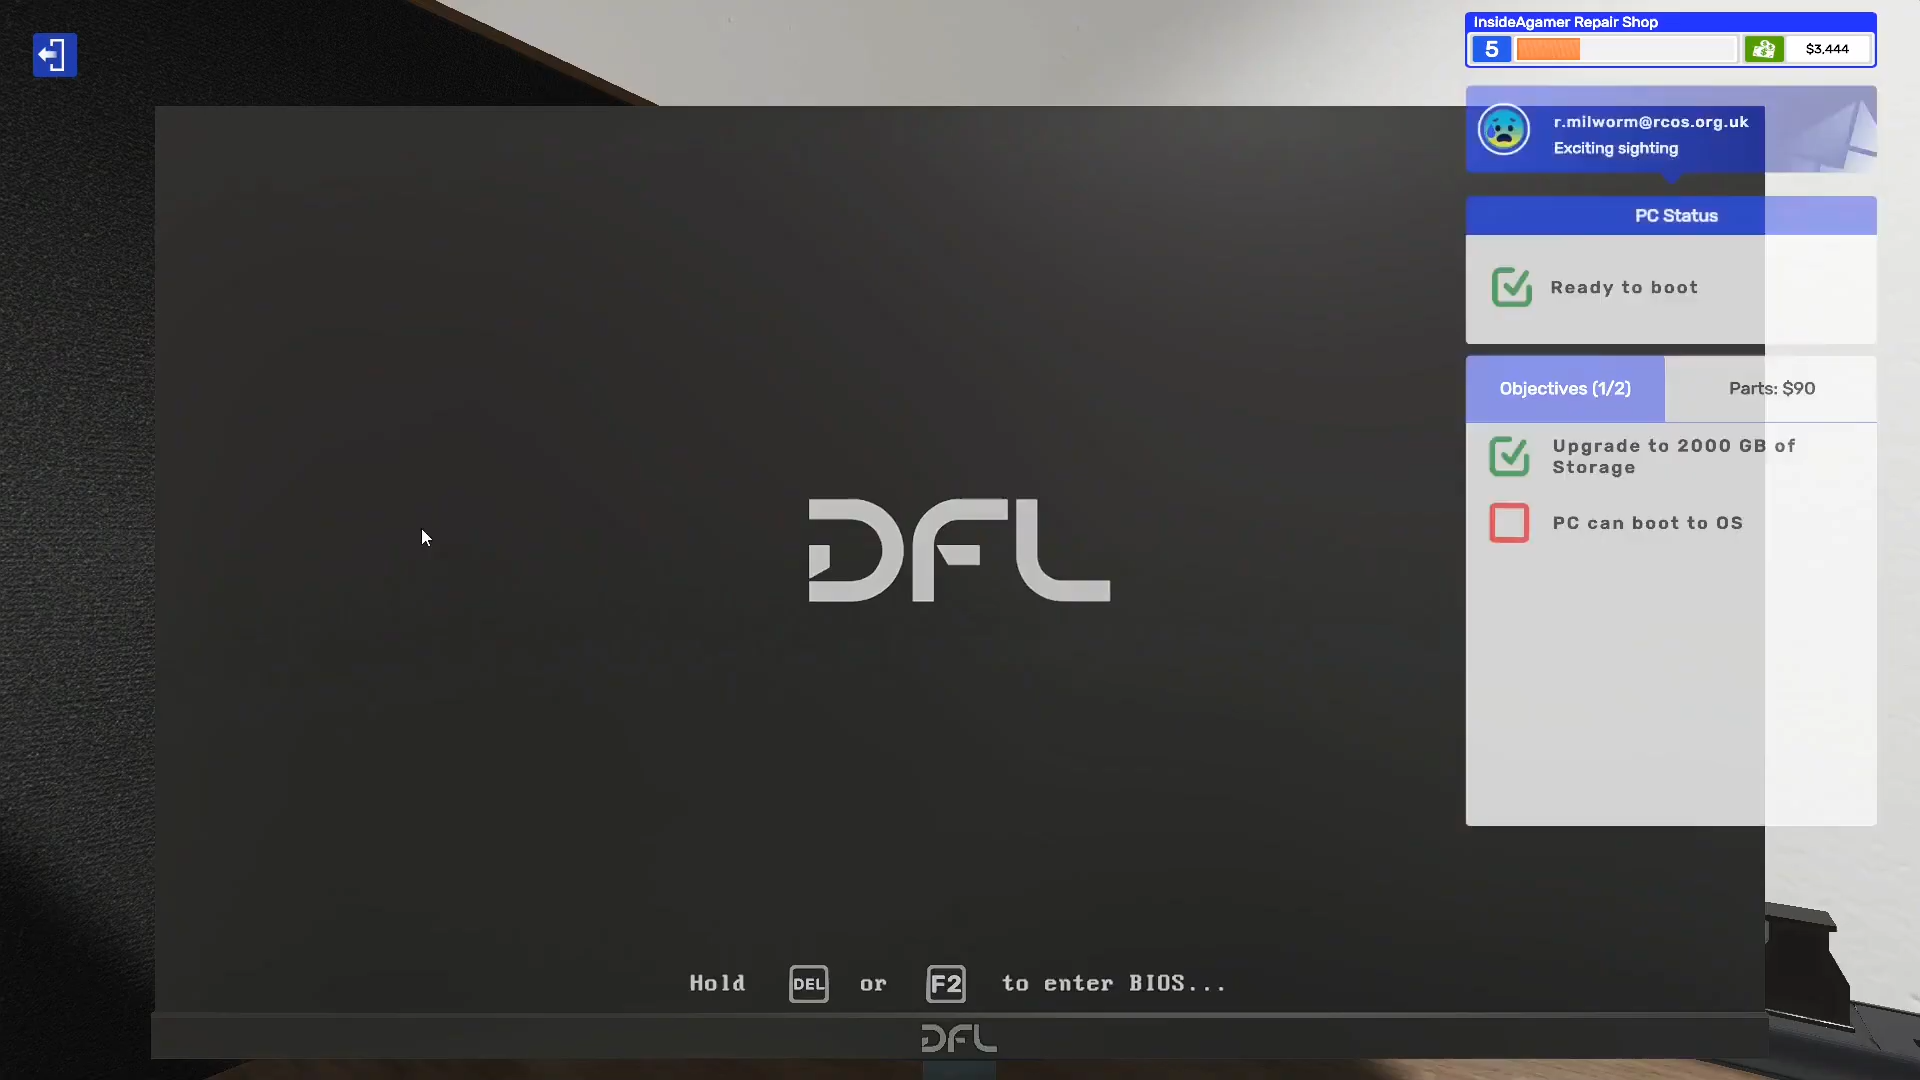 InsideAgamer Repair Shop
5
$3,444
r.milworm@rcos.org.uk
Exciting sighting
PC Status
Ready to boot
Objectives (1/2)
Parts: $90
Upgrade to 2000 GB of
Storage
PC can boot to OS
DFL
Hold DEL or F2 to enter BIOS...
DFL